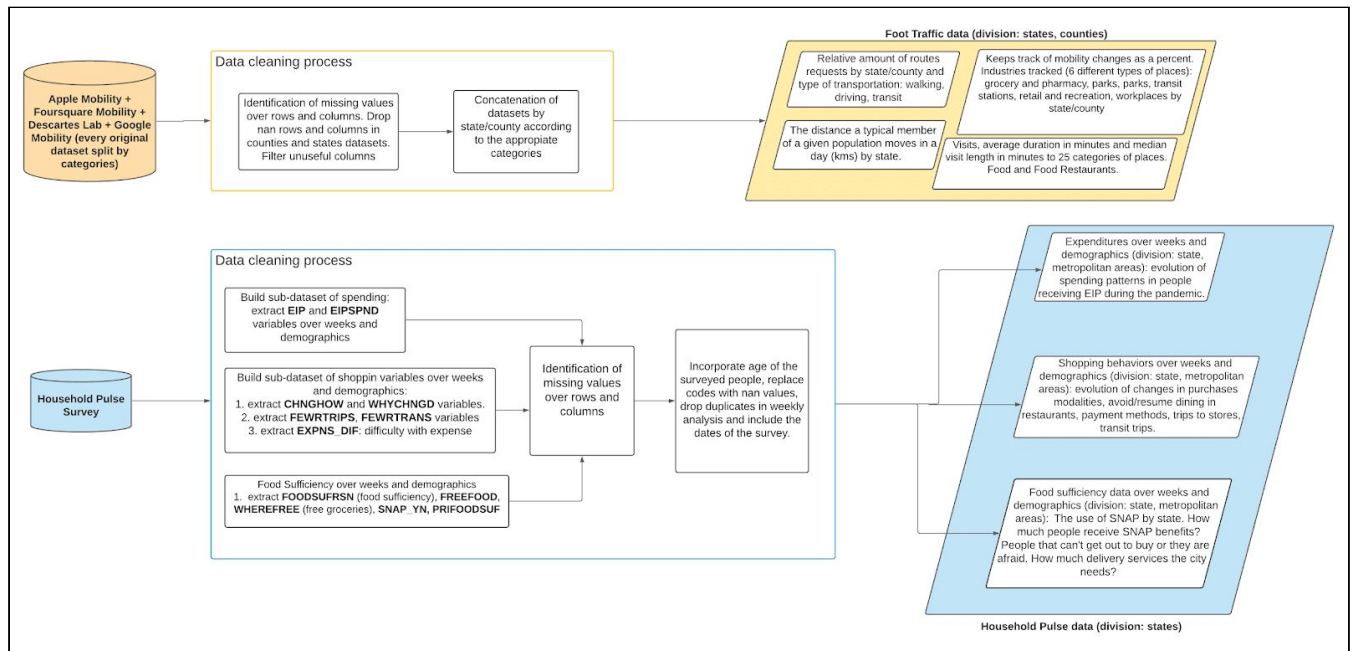 Foot Traffic data (division: states, counties)
Apple Mobility +
Foursquare Mobility +
Descartes Lab + Google
Mobility (every original
dataset split by
categories)
Data cleaning process
Identification of missing values
over rows and columns. Drop
nan rows and columns in
counties and states datasets.
Filter unuseful columns
Concatenation of
datasets by
state/county according
to the appropiate
categories
Relative amount of routes
requests by state/county and
type of transportation: walking,
driving, transit
Keeps track of mobility changes as a percent.
Industries tracked (6 different types of places):
grocery and pharmacy, parks, parks, transit
stations, retail and recreation, workplaces by
state/county
The distance a typical member
of a given population moves in a
day (kms) by state.
Visits, average duration in minutes and median
visit length in minutes to 25 categories of places.
Food and Food Restaurants.
Household Pulse
Survey
Data cleaning process
Build sub-dataset of spending:
extract EIP and EIPSPND
variables over weeks and
demographics
Build sub-dataset of shoppin variables over weeks
and demographics:
1. extract CHNGHOW and WHYCHNGD variables.
2. extract FEWRTRIPS, FEWRTRANS variables
3. extract EXPNS_DIF: difficulty with expense
Food Sufficiency over weeks and demographics
1. extract FOODSUFRSN (food sufficiency), FREEFOOD,
WHEREFREE (free groceries), SNAP_YN, PRIFOODSUF
Identification of
missing values
over rows and
columns
Incorporate age of the
surveyed people, replace
codes with nan values,
drop duplicates in weekly
analysis and include the
dates of the survey.
Expenditures over weeks and
demographics (division: state,
metropolitan areas): evolution of
spending patterns in people
receiving EIP during the pandemic.
Shopping behaviors over weeks and
demographics (division: state, metropolitan
areas): evolution of changes in purchases
modalities, avoid/resume dining in
restaurants, payment methods, trips to stores,
transit trips.
Food sufficiency data over weeks and
demographics (division: state, metropolitan
areas): The use of SNAP by state. How
much people receive SNAP benefits?
People that can't get out to buy or they are
afraid. How much delivery services the city
needs?
Household Pulse data (division: states)